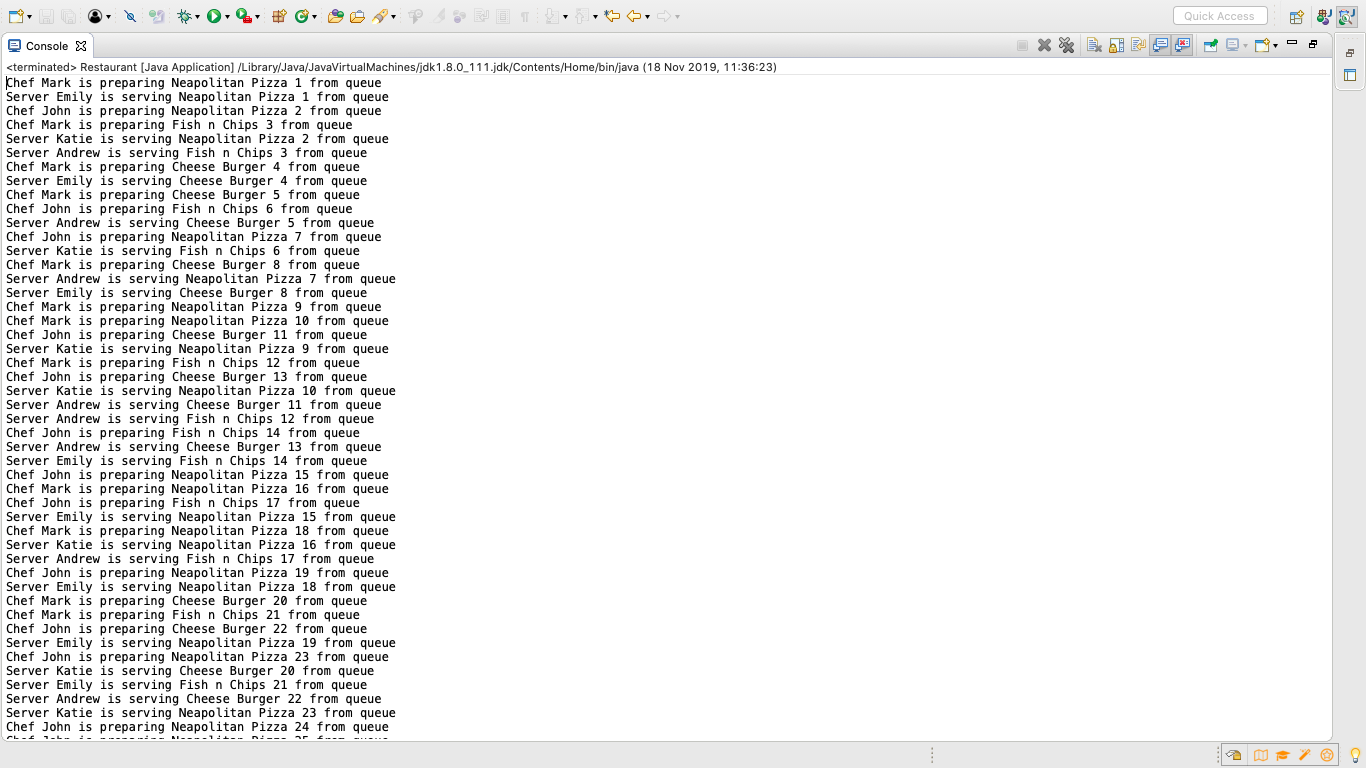 Quick Access
Console
<terminated> Restaurant [Java Application] /Library/Java/JavaVirtualMachines/jdk1.8.0_111.jdk/Contents/Home/bin/java (18 Nov 2019, 11:36:23)
Chef Mark is preparing Neapolitan Pizza 1 from queue
Server Emily is serving Neapolitan Pizza 1 from queue
Chef John is preparing Neapolitan Pizza 2 from queue
Chef Mark is preparing Fish n Chips 3 from queue
Server Katie is serving Neapolitan Pizza 2 from queue
Server Andrew is serving Fish n Chips 3 from queue
Chef Mark is preparing Cheese Burger 4 from queue
Server Emily is serving Cheese Burger 4 from queue
Chef Mark is preparing Cheese Burger 5 from queue
Chef John is preparing Fish n Chips 6 from queue
Server Andrew is serving Cheese Burger 5 from queue
Chef John is preparing Neapolitan Pizza 7 from queue
Server Katie is serving Fish n Chips 6 from queue
Chef Mark is preparing Cheese Burger 8 from queue
Server Andrew is serving Neapolitan Pizza 7 from queue
Server Emily is serving Cheese Burger 8 from queue
Chef Mark is preparing Neapolitan Pizza 9 from queue
Chef Mark is preparing Neapolitan Pizza 10 from queue
Chef John is preparing Cheese Burger 11 from queue
Server Katie is serving Neapolitan Pizza 9 from queue
Chef Mark is preparing Fish n Chips 12 from queue
Chef John is preparing Cheese Burger 13 from queue
Server Katie is serving Neapolitan Pizza 10 from queue
Server Andrew is serving Cheese Burger 11 from queue
Server Andrew is serving Fish n Chips 12 from queue
Chef John is preparing Fish n Chips 14 from queue
Server Andrew is serving Cheese Burger 13 from queue
Server Emily is serving Fish n Chips 14 from queue
Chef John is preparing Neapolitan Pizza 15 from queue
Chef Mark is preparing Neapolitan Pizza 16 from queue
Chef John is preparing Fish n Chips 17 from queue
Server Emily is serving Neapolitan Pizza 15 from queue
Chef Mark is preparing Neapolitan Pizza 18 from queue
Server Katie is serving Neapolitan Pizza 16 from queue
Server Andrew is serving Fish n Chips 17 from queue
Chef John is preparing Neapolitan Pizza 19 from queue
Server Emily is serving Neapolitan Pizza 18 from queue
Chef Mark is preparing Cheese Burger 20 from queue
Chef Mark is preparing Fish n Chips 21 from queue
Chef John is preparing Cheese Burger 22 from queue
Server Emily is serving Neapolitan Pizza 19 from queue
Chef John is preparing Neapolitan Pizza 23 from queue
Server Katie is serving Cheese Burger 20 from queue
Server Emily is serving Fish n Chips 21 from queue
Server Andrew is serving Cheese Burger 22 from queue
Server Katie is serving Neapolitan Pizza 23 from queue
Chef John is preparing Neapolitan Pizza 24 from queue